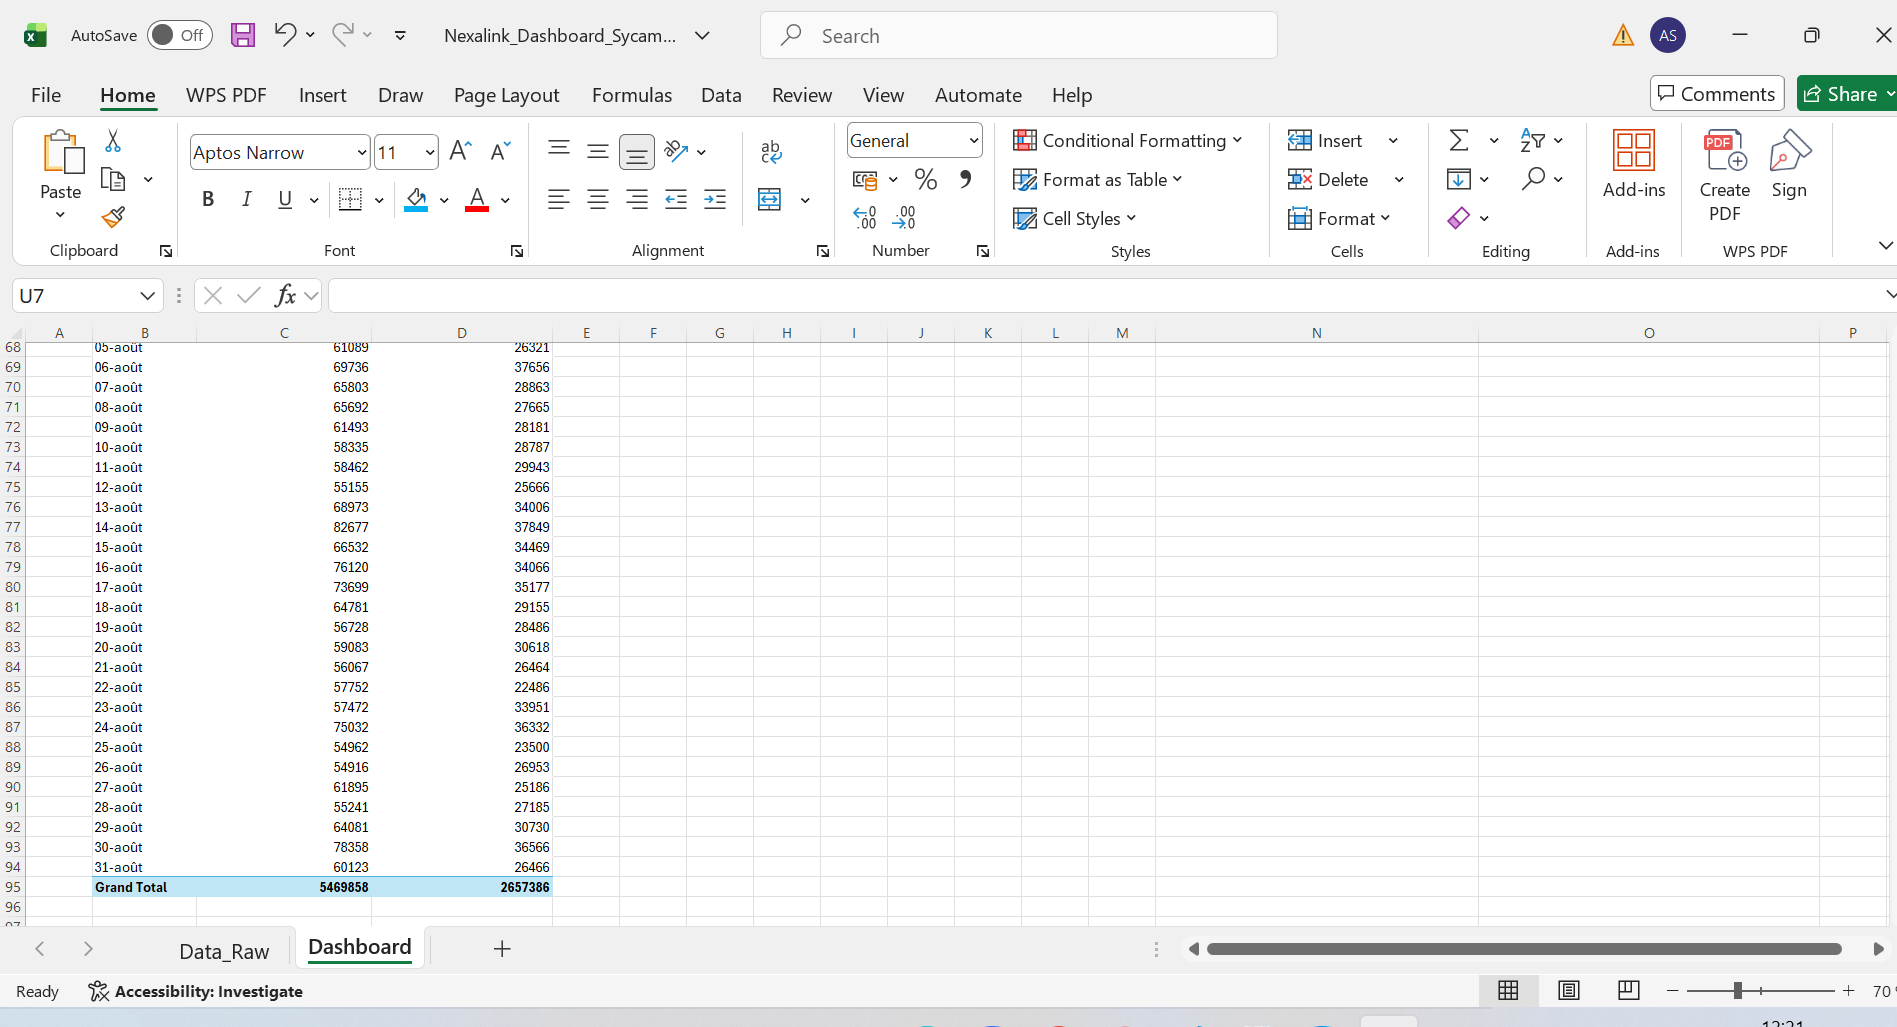 AutoSave Off Nexalink_Dashboard_Sycam... Search AS
File Home WPS PDF Insert Draw Page Layout Formulas Data Review View Automate Help Comments Share
Paste
Clipboard
Aptos Narrow 11
B I U A
Font
ab
Alignment
General
%
Number
Conditional Formatting
Format as Table
Cell Styles
Styles
Insert
Delete
Format
Cells
Editing
Add-ins
Add-ins
Create PDF
Sign
WPS PDF
U7 fx
A B C D E F G H I J K L M N O P
68 05-août 61089 26321
69 06-août 69736 37656
70 07-août 65803 28863
71 08-août 65692 27665
72 09-août 61493 28181
73 10-août 58335 28787
74 11-août 58462 29943
75 12-août 55155 25666
76 13-août 68973 34006
77 14-août 82677 37849
78 15-août 66532 34469
79 16-août 76120 34066
80 17-août 73699 35177
81 18-août 64781 29155
82 19-août 56728 28486
83 20-août 59083 30618
84 21-août 56067 26464
85 22-août 57752 22486
86 23-août 57472 33951
87 24-août 75032 36332
88 25-août 54962 23500
89 26-août 54916 26953
90 27-août 61895 25186
91 28-août 55241 27185
92 29-août 64081 30730
93 30-août 78358 36566
94 31-août 60123 26466
95 Grand Total 5469858 2657386
96
Data_Raw Dashboard
Ready Accessibility: Investigate 70